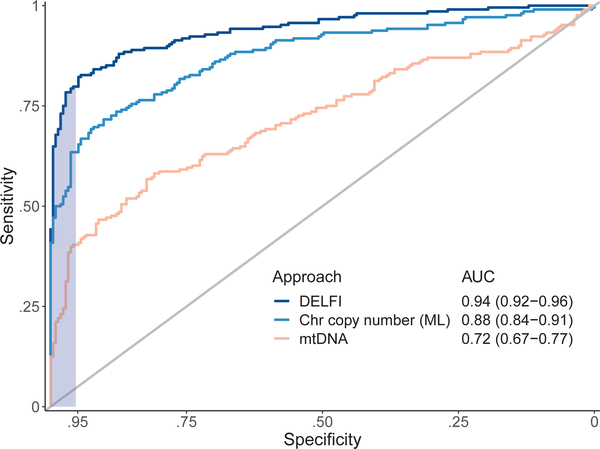 1
.75
.50
.25
0
Sensitivity
Approach AUC
DELFI 0.94 (0.92−0.96)
Chr copy number (ML) 0.88 (0.84−0.91)
mtDNA 0.72 (0.67−0.77)
.95 .75 .50 .25 0
Specificity